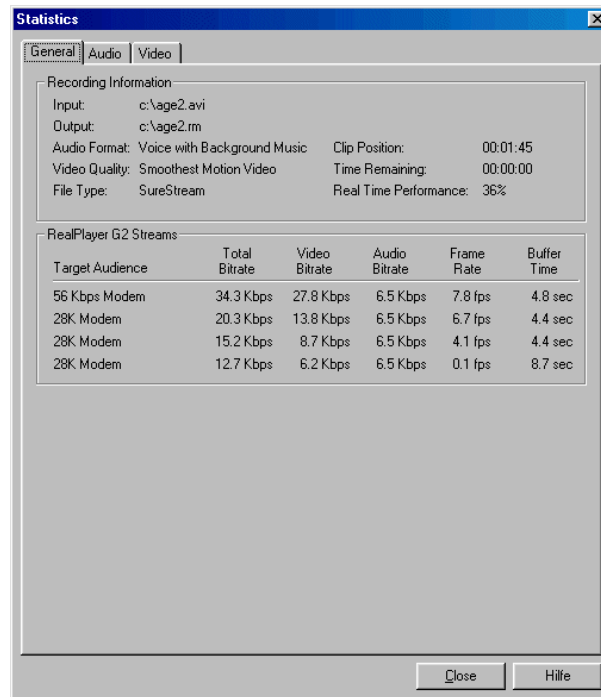 Statistics
General Audio Video
Recording Information
Input: c:\age2.avi
Output: c:\age2.rm
Audio Format: Voice with Background Music Clip Position: 00:01:45
Video Quality: Smoothest Motion Video Time Remaining: 00:00:00
File Type: SureStream Real Time Performance: 36%
RealPlayer G2 Streams
Total Video Audio Frame Buffer
Target Audience Bitrate Bitrate Bitrate Rate Time
56 Kbps Modem 34.3 Kbps 27.8 Kbps 6.5 Kbps 7.8 fps 4.8 sec
28K Modem 20.3 Kbps 13.8 Kbps 6.5 Kbps 6.7 fps 4.4 sec
28K Modem 15.2 Kbps 8.7 Kbps 6.5 Kbps 4.1 fps 4.4 sec
28K Modem 12.7 Kbps 6.2 Kbps 6.5 Kbps 0.1 fps 8.7 sec
Close Hilfe